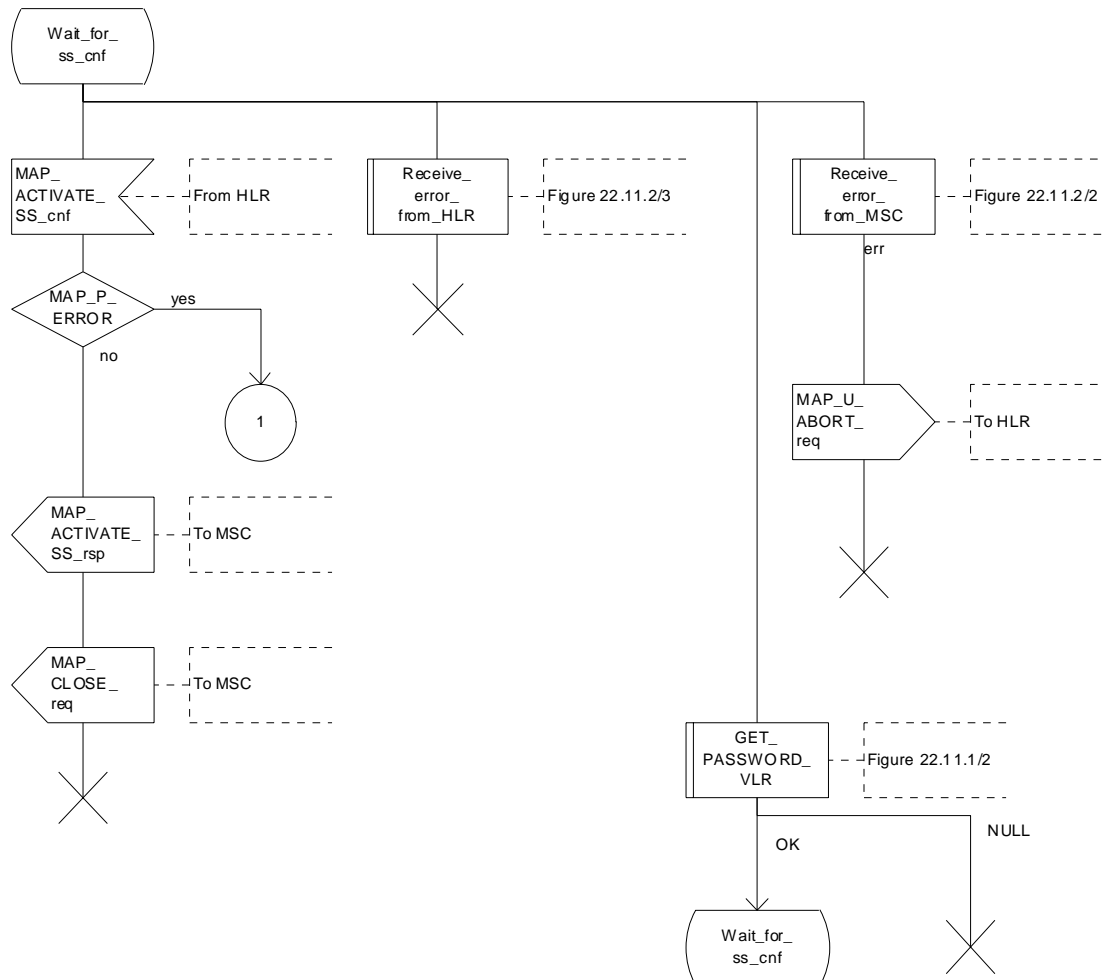 Wait_for_
ss_cnf
MAP_
ACTIVATE_
SS_cnf
From HLR
Receive_
error_
from_HLR
Figure 22.11.2/3
Receive_
error_
from_MSC
Figure 22.11.2/2
err
MAP_P_
ERROR
yes
no
1
MAP_U_
ABORT_
req
To HLR
MAP_
ACTIVATE_
SS_rsp
To MSC
MAP_
CLOSE_
req
To MSC
GET_
PASSWORD_
VLR
Figure 22.11.1/2
OK
NULL
Wait_for_
ss_cnf